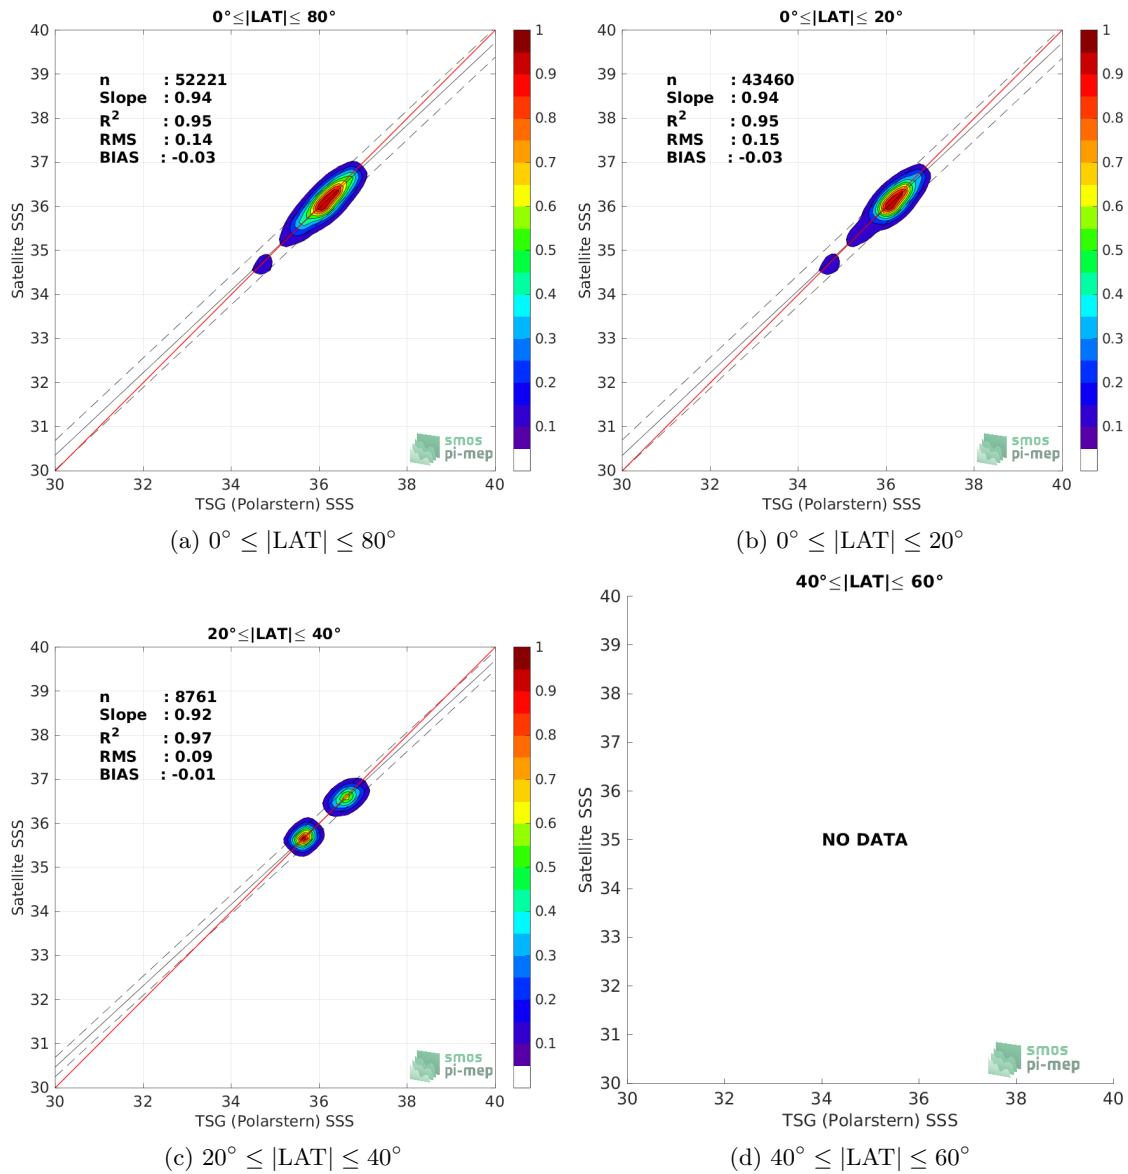 0°≤|LAT|≤ 80°
40
39
38
37
36
35
34
33
32
31
30
Satellite SSS
n : 52221
Slope : 0.94
R² : 0.95
RMS : 0.14
BIAS : -0.03
smos
pi-mep
30 32 34 36 38 40
TSG (Polarstern) SSS
1
0.9
0.8
0.7
0.6
0.5
0.4
0.3
0.2
0.1
(a) 0° ≤ |LAT| ≤ 80°
0°≤|LAT|≤ 20°
40
39
38
37
36
35
34
33
32
31
30
Satellite SSS
n : 43460
Slope : 0.94
R² : 0.95
RMS : 0.15
BIAS : -0.03
smos
pi-mep
30 32 34 36 38 40
TSG (Polarstern) SSS
1
0.9
0.8
0.7
0.6
0.5
0.4
0.3
0.2
0.1
(b) 0° ≤ |LAT| ≤ 20°
20°≤|LAT|≤ 40°
40
39
38
37
36
35
34
33
32
31
30
Satellite SSS
n : 8761
Slope : 0.92
R² : 0.97
RMS : 0.09
BIAS : -0.01
smos
pi-mep
30 32 34 36 38 40
TSG (Polarstern) SSS
1
0.9
0.8
0.7
0.6
0.5
0.4
0.3
0.2
0.1
(c) 20° ≤ |LAT| ≤ 40°
40°≤|LAT|≤ 60°
40
39
38
37
36
35
34
33
32
31
30
Satellite SSS
NO DATA
smos
pi-mep
30 32 34 36 38 40
TSG (Polarstern) SSS
(d) 40° ≤ |LAT| ≤ 60°